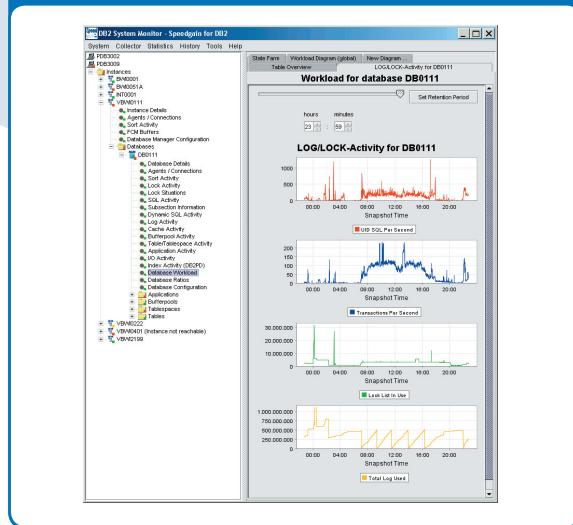 DB2 System Monitor - Speedgain for DB2
System Collector Statistics History Tools Help
PDB3002
PDB3009
Instances
BW0001
BW0051A
INT0001
VBW0111
Instance Details
Agents / Connections
Sort Activity
FCM Buffers
Database Manager Configuration
Databases
DB0111
Database Details
Agents / Connections
Sort Activity
Lock Activity
Lock Situations
SQL Activity
Subsection Information
Dynamic SQL Activity
Log Activity
Cache Activity
Bufferpool Activity
Table/Tablespace Activity
Application Activity
I/O Activity
Index Activity (DB2PD)
Database Workload
Database Ratios
Database Configuration
Applications
Bufferpools
Tablespaces
Tables
VBW0222
VBW0401 (Instance not reachable)
VBW2199
State Farm Workload Diagram (global) New Diagram...
Table Overview LOG/LOCK-Activity for DB0111
Workload for database DB0111
Set Retention Period
hours minutes
23 : 59
LOG/LOCK-Activity for DB0111
1000
500
0
00:00 04:00 08:00 12:00 16:00 20:00
Snapshot Time
UID SQL Per Second
200
150
100
50
0
00:00 04:00 08:00 12:00 16:00 20:00
Snapshot Time
Transactions Per Second
30.000.000
20.000.000
10.000.000
0
00:00 04:00 08:00 12:00 16:00 20:00
Snapshot Time
Lock List In Use
1.000.000.000
750.000.000
500.000.000
250.000.000
0
00:00 04:00 08:00 12:00 16:00 20:00
Snapshot Time
Total Log Used